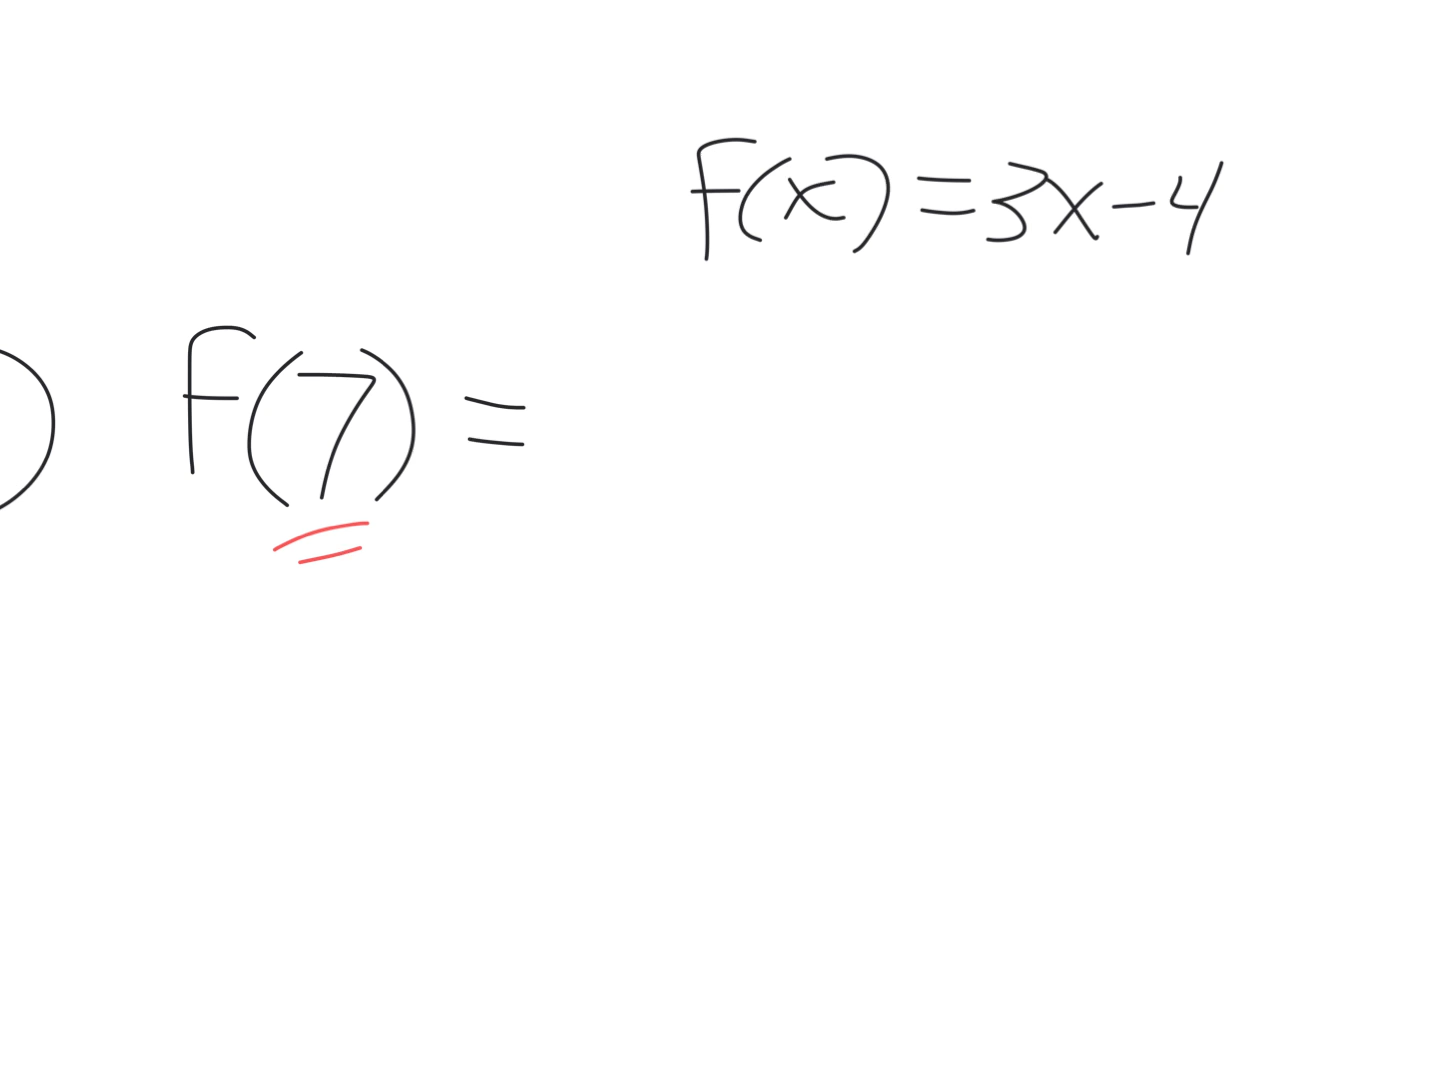 f(x) = 3x - 4
) f(7) =